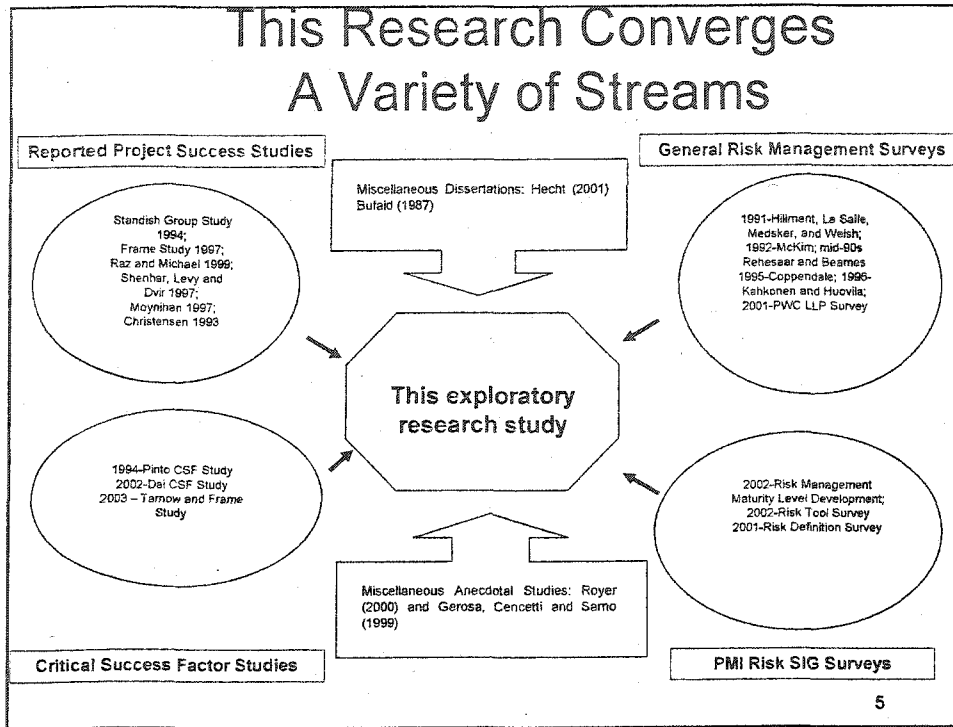 This Research Converges
A Variety of Streams
Reported Project Success Studies
General Risk Management Surveys
Miscellaneous Dissertations: Hecht (2001)
Bufaid (1987)
Standish Group Study
1994;
Frame Study 1997;
Raz and Michael 1999;
Shenhar, Levy and
Dvir 1997;
Moynihan 1997;
Christensen 1993
1991-Hillment, La Salle,
Medsker, and Welsh;
1992-McKim; mid-90s
Rehesaar and Beames
1995-Coppendale; 1996-
Kahkonen and Huovila;
2001-PWC LLP Survey
This exploratory
research study
1994-Pinto CSF Study
2002-Dai CSF Study
2003 – Tarnow and Frame
Study
2002-Risk Management
Maturity Level Development;
2002-Risk Tool Survey
2001-Risk Definition Survey
Miscellaneous Anecdotal Studies: Royer
(2000) and Gerosa, Cencetti and Sarno
(1999)
Critical Success Factor Studies
PMI Risk SIG Surveys
5